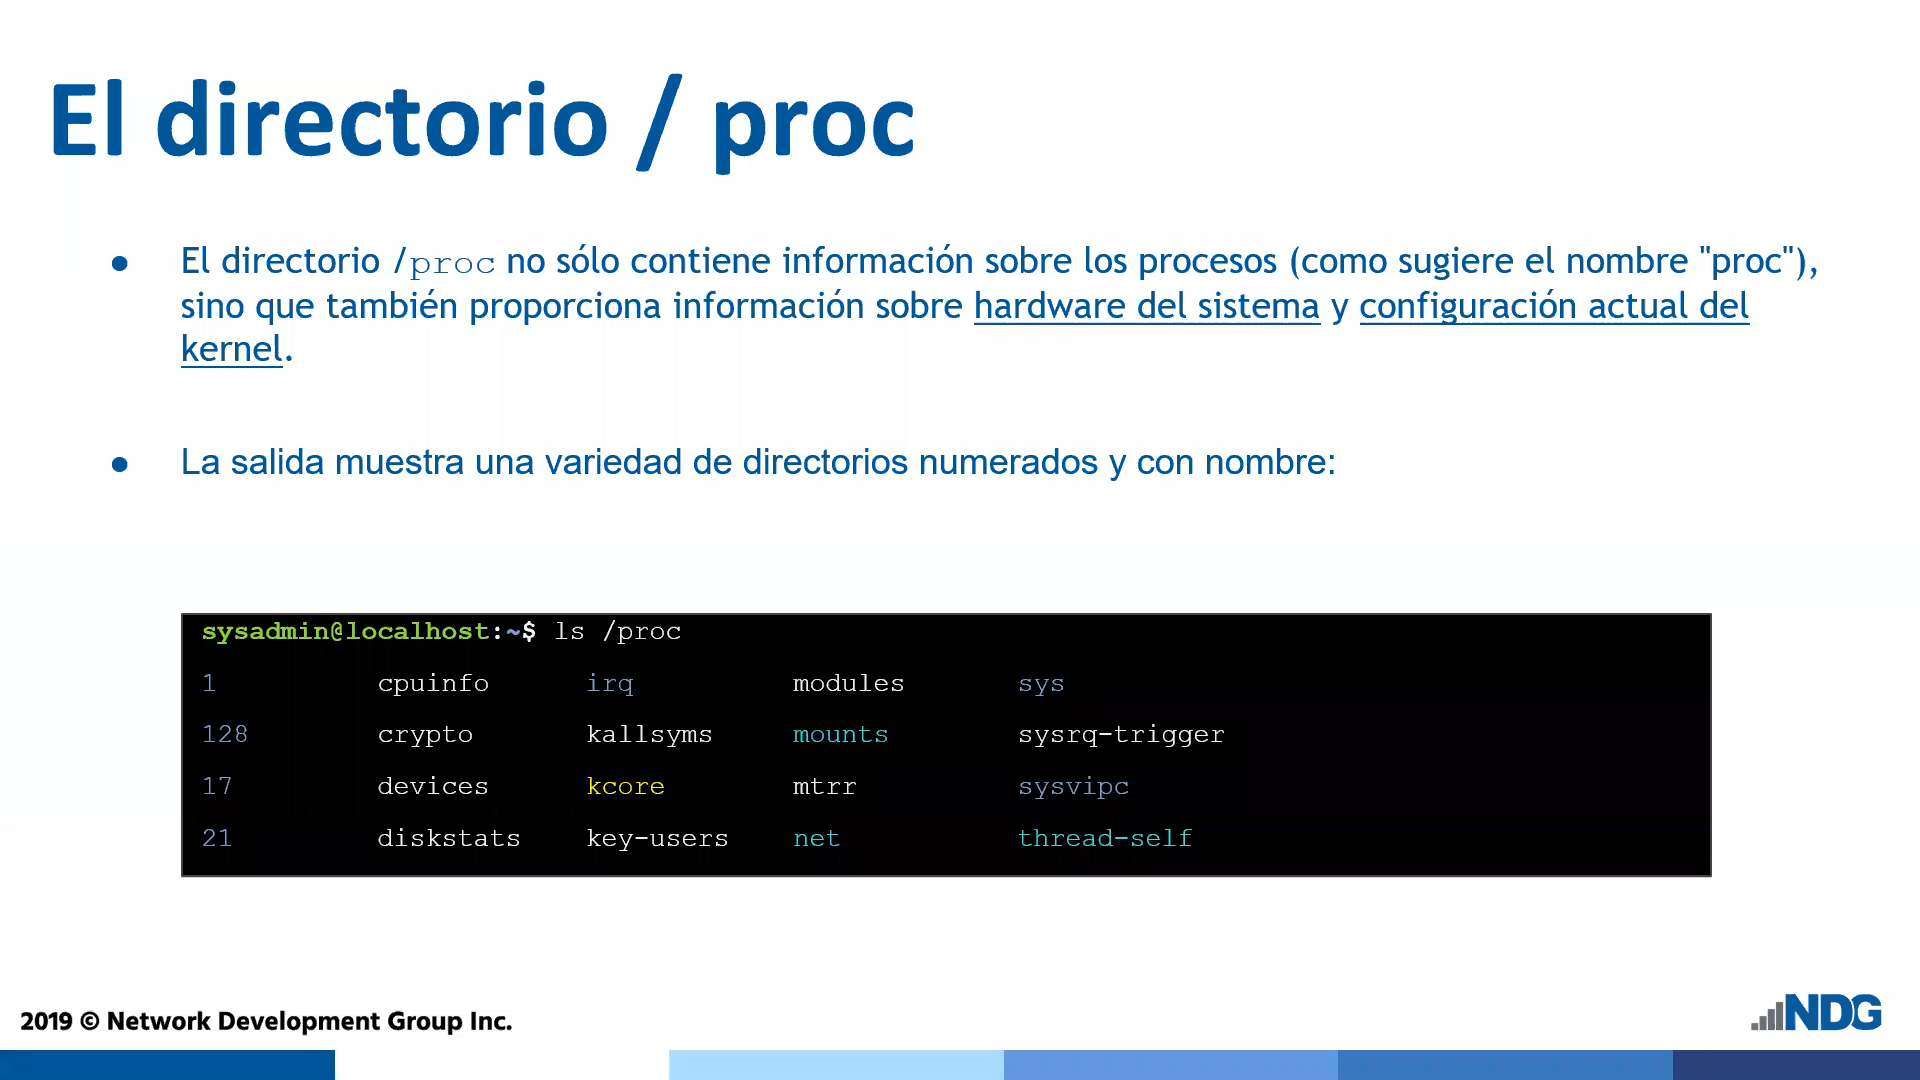 El directorio / proc
● El directorio /proc no sólo contiene información sobre los procesos (como sugiere el nombre "proc"),
sino que también proporciona información sobre hardware del sistema y configuración actual del
kernel.
● La salida muestra una variedad de directorios numerados y con nombre:
sysadmin@localhost:~$ ls /proc
1 cpuinfo irq modules sys
128 crypto kallsyms mounts sysrq-trigger
17 devices kcore mtrr sysvipc
21 diskstats key-users net thread-self
2019 © Network Development Group Inc.
NDG